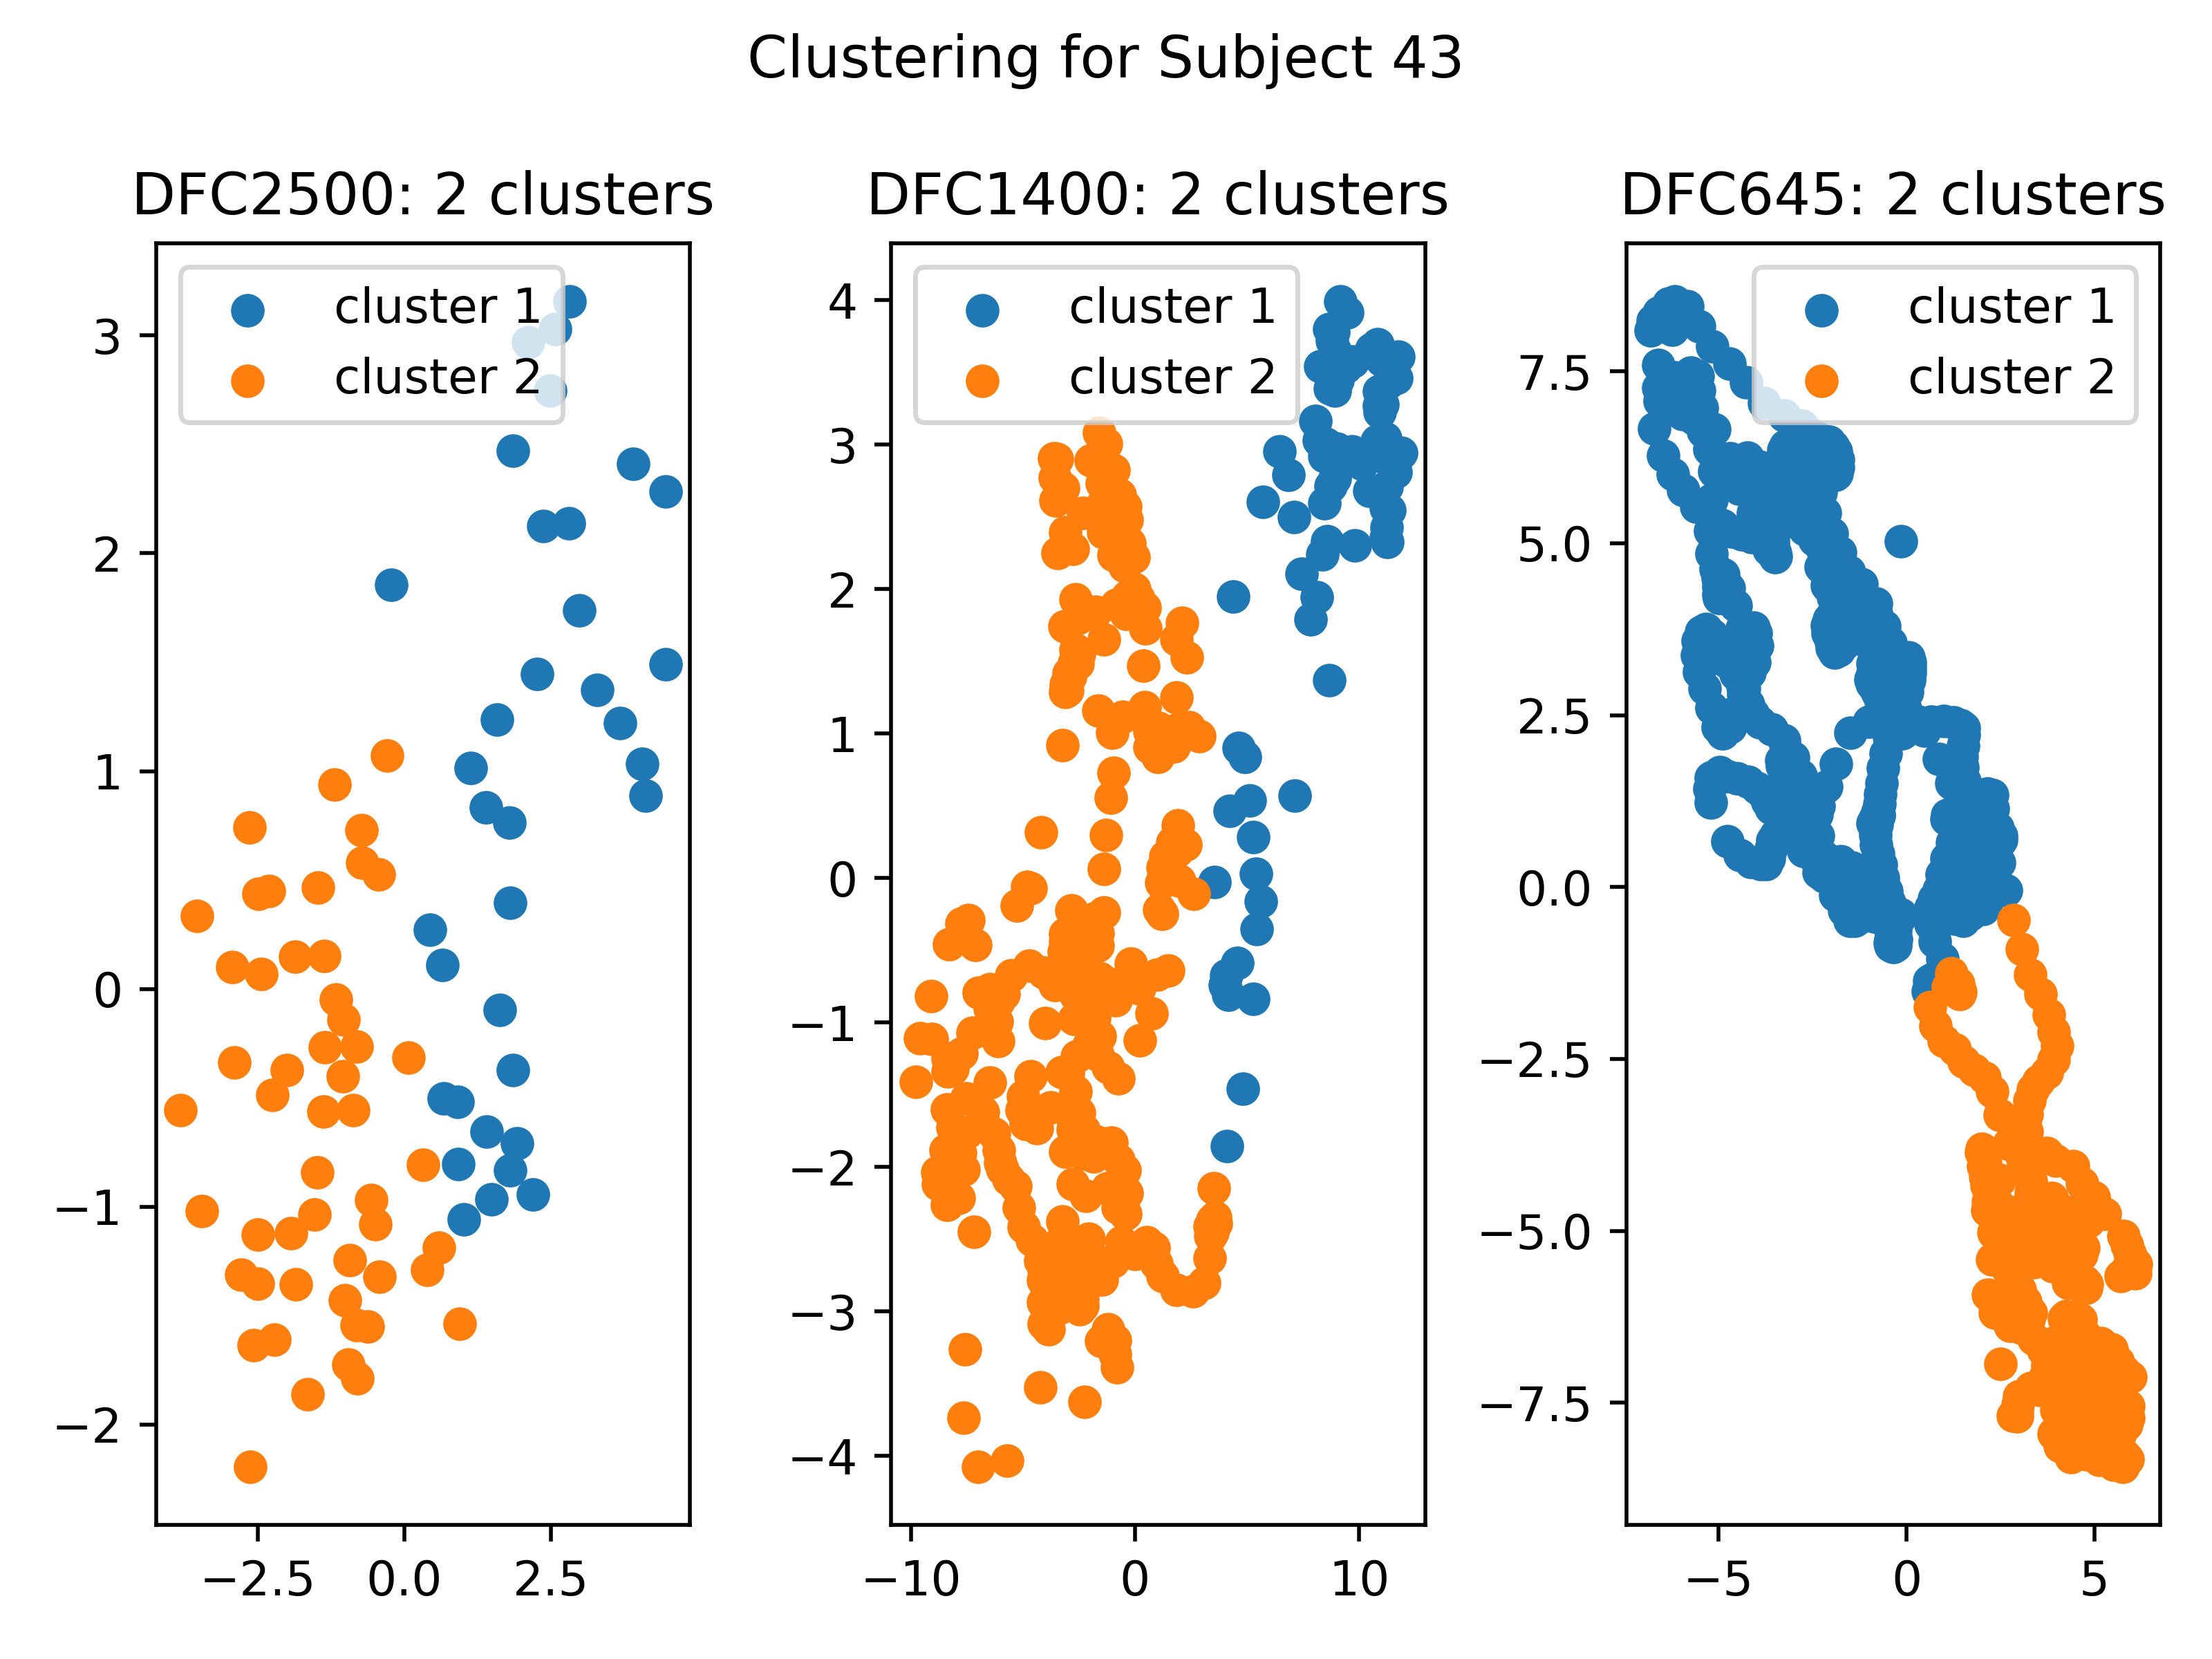 Clustering for Subject 43
DFC2500: 2 clusters
cluster 1
cluster 2
3
2
1
0
−1
−2
−2.5 0.0 2.5
DFC1400: 2 clusters
cluster 1
cluster 2
4
3
2
1
0
−1
−2
−3
−4
−10 0 10
DFC645: 2 clusters
cluster 1
cluster 2
7.5
5.0
2.5
0.0
−2.5
−5.0
−7.5
−5 0 5